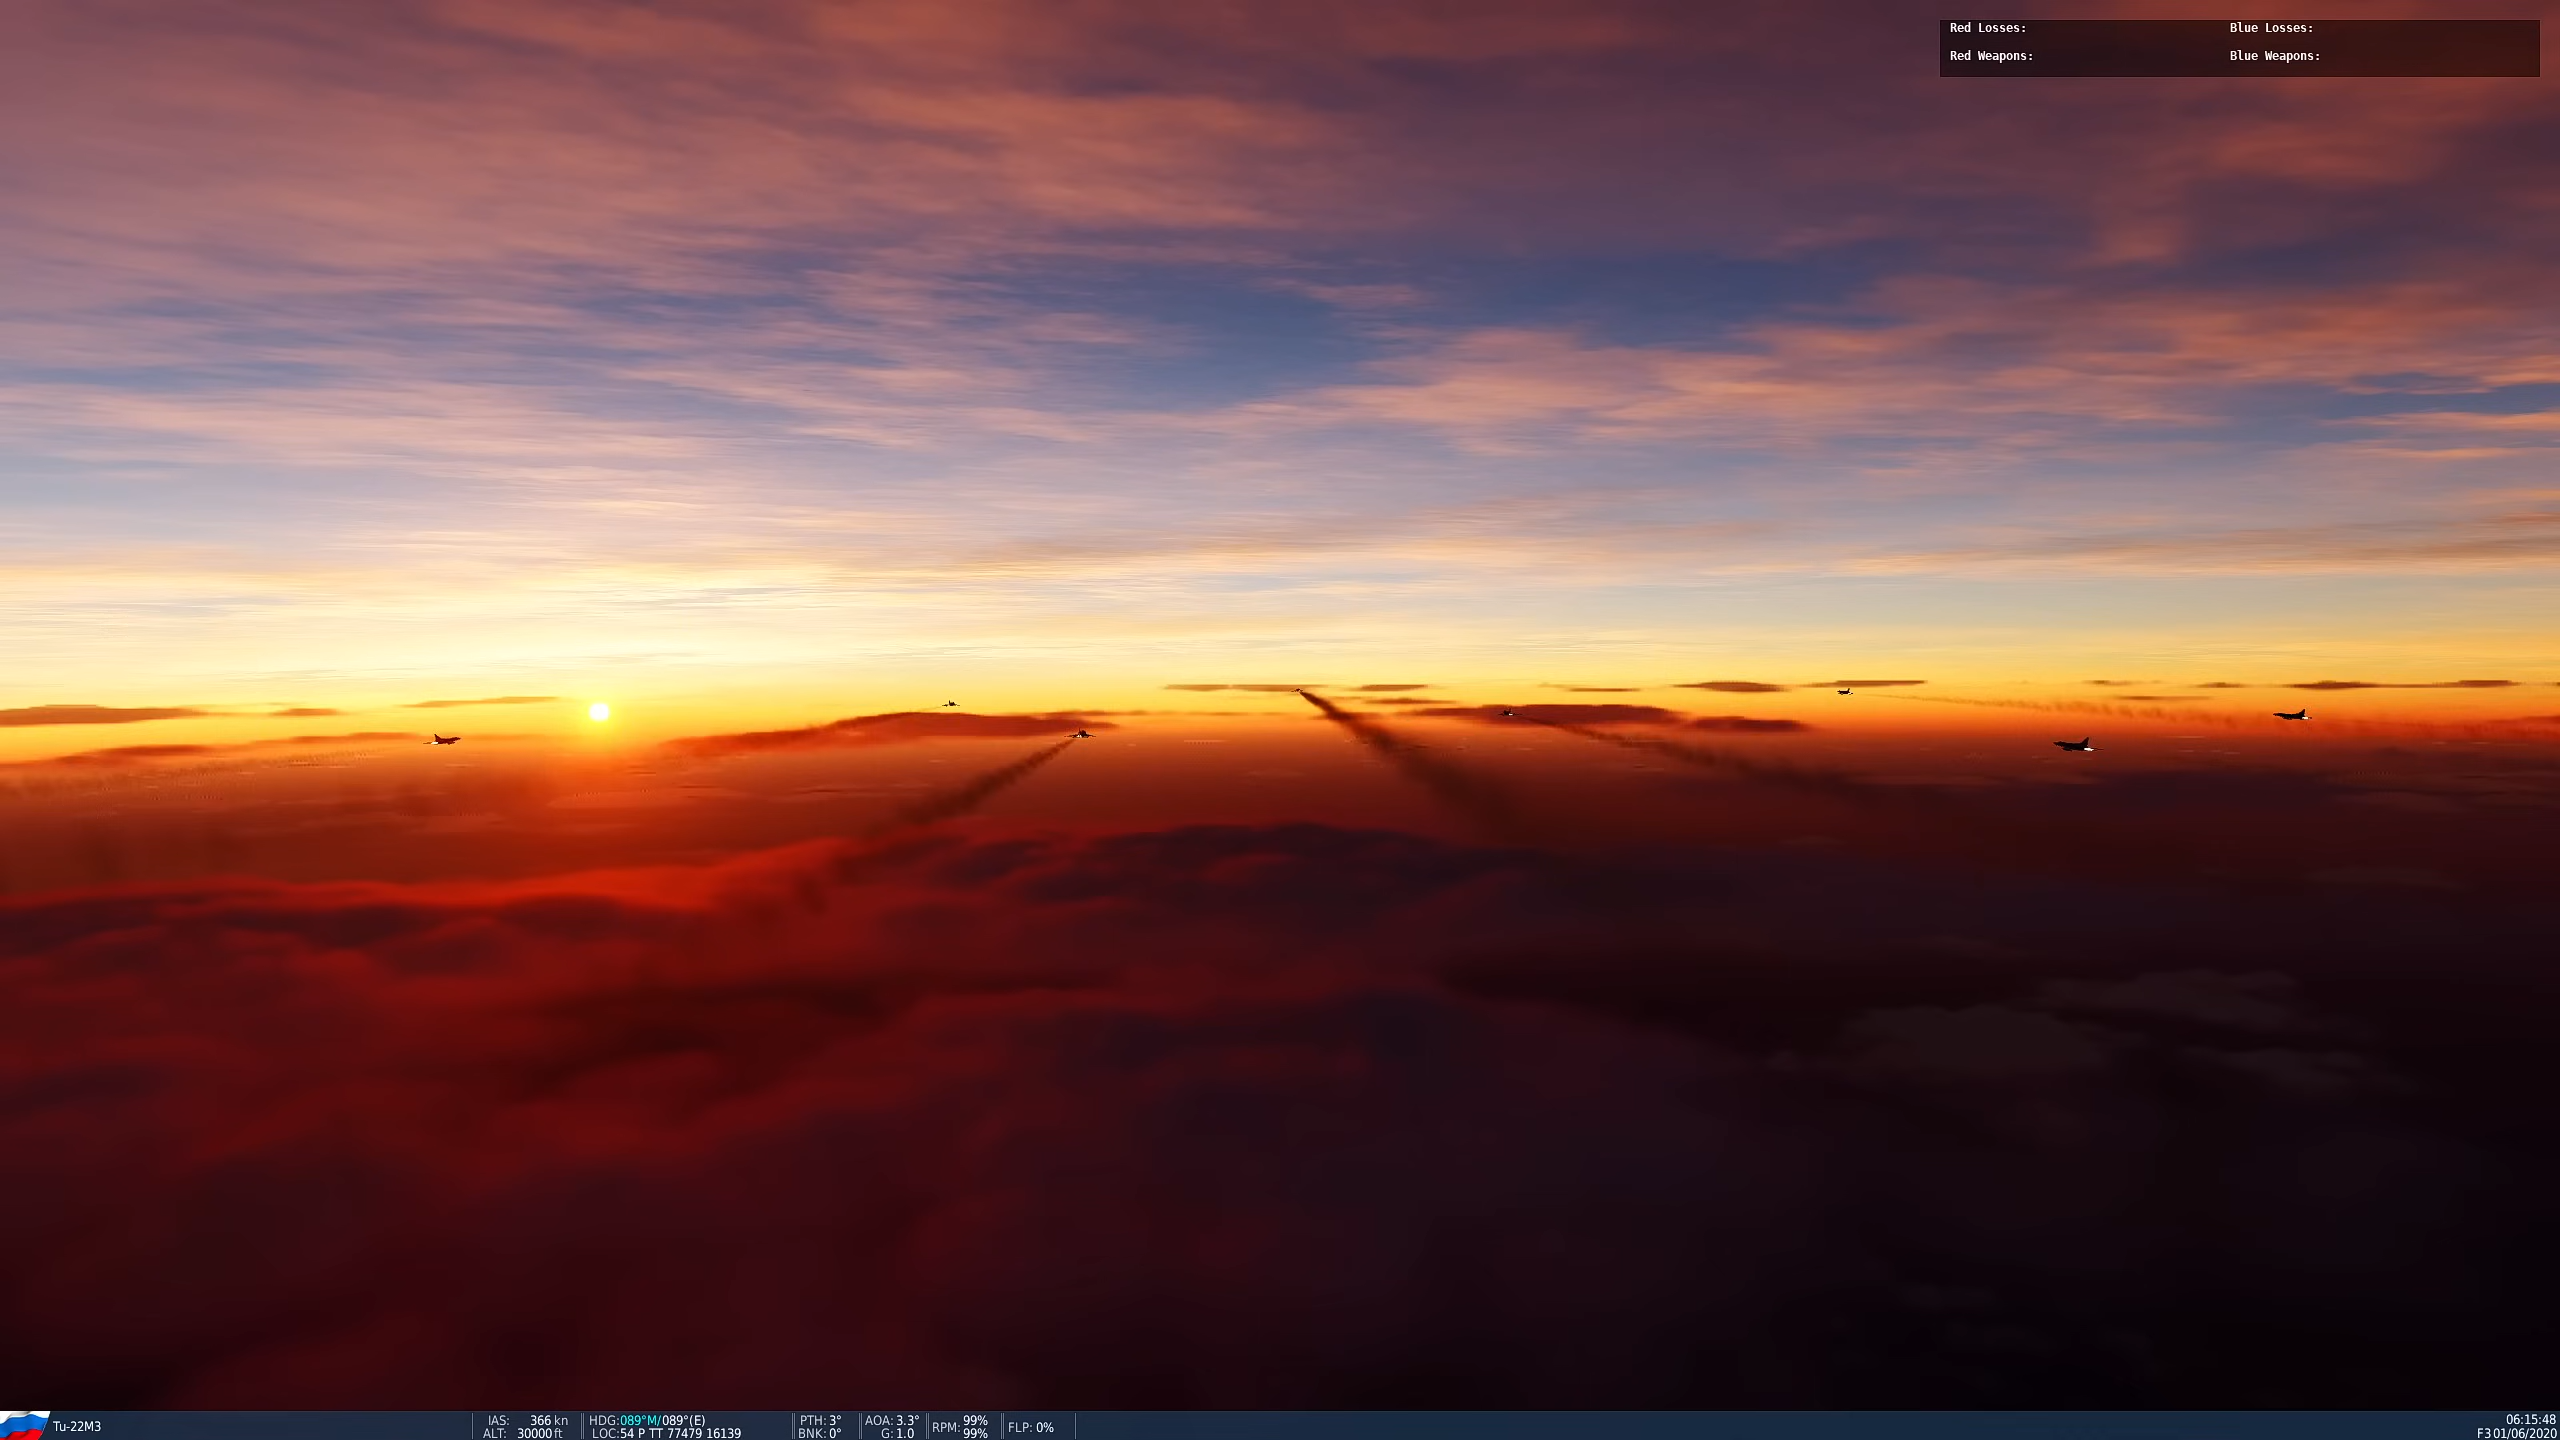 Red Losses: Blue Losses:
Red Weapons: Blue Weapons:
Tu-22M3
IAS: 366 kn HDG:089°M/089°(E) PTH: 3° AOA: 3.3° RPM: 99% FLP: 0% 06:15:48
ALT: 30000 ft LOC:54 P TT 77479 16139 BNK: 0° G: 1.0 99% F3 01/06/2020